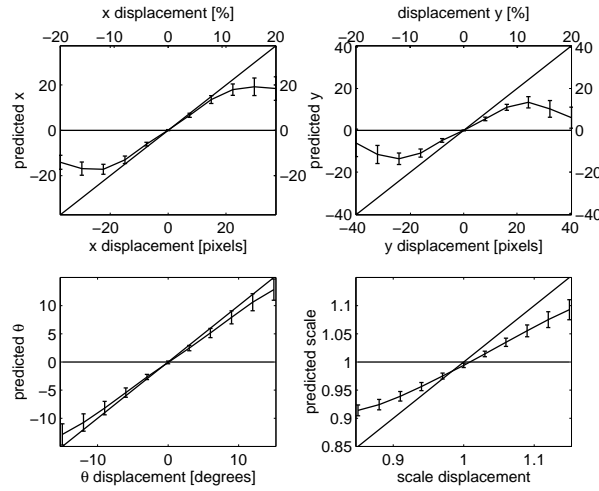 x displacement [%]
−20 −10 0 10 20
predicted x
20
0
−20
20
0
−20
−20 0 20
x displacement [pixels]
displacement y [%]
−20 −10 0 10 20
predicted y
40
20
0
−20
−40
40
20
0
−20
−40
−40 −20 0 20 40
y displacement [pixels]
predicted θ
10
5
0
−5
−10
−10 0 10
θ displacement [degrees]
predicted scale
1.1
1.05
1
0.95
0.9
0.85
0.9 1 1.1
scale displacement